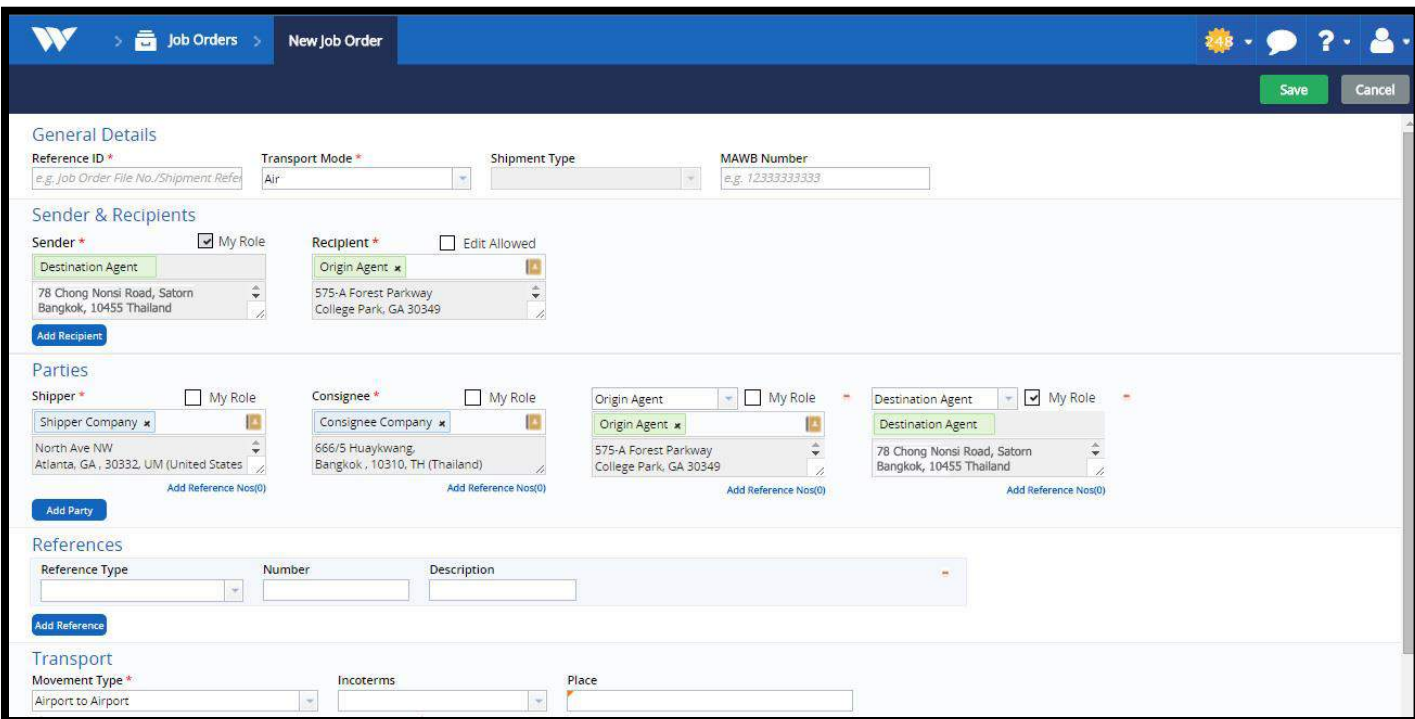 Job Orders
New Job Order
248
?
Save
Cancel
General Details
Reference ID *
Transport Mode *
Shipment Type
MAWB Number
e.g. Job Order File No./Shipment Refer
Air
e.g. 12333333333
Sender & Recipients
Sender *
My Role
Recipient *
Edit Allowed
Destination Agent
Origin Agent x
78 Chong Nonsi Road, Satorn
Bangkok, 10455 Thailand
575-A Forest Parkway
College Park, GA 30349
Add Recipient
Parties
Shipper *
My Role
Consignee *
My Role
Origin Agent
My Role
Destination Agent
My Role
Shipper Company x
Consignee Company x
Origin Agent x
Destination Agent
North Ave NW
Atlanta, GA , 30332, UM (United States
666/5 Huaykwang,
Bangkok , 10310, TH (Thailand)
575-A Forest Parkway
College Park, GA 30349
78 Chong Nonsi Road, Satorn
Bangkok, 10455 Thailand
Add Reference Nos(0)
Add Reference Nos(0)
Add Reference Nos(0)
Add Reference Nos(0)
Add Party
References
Reference Type
Number
Description
Add Reference
Transport
Movement Type *
Incoterms
Place
Airport to Airport